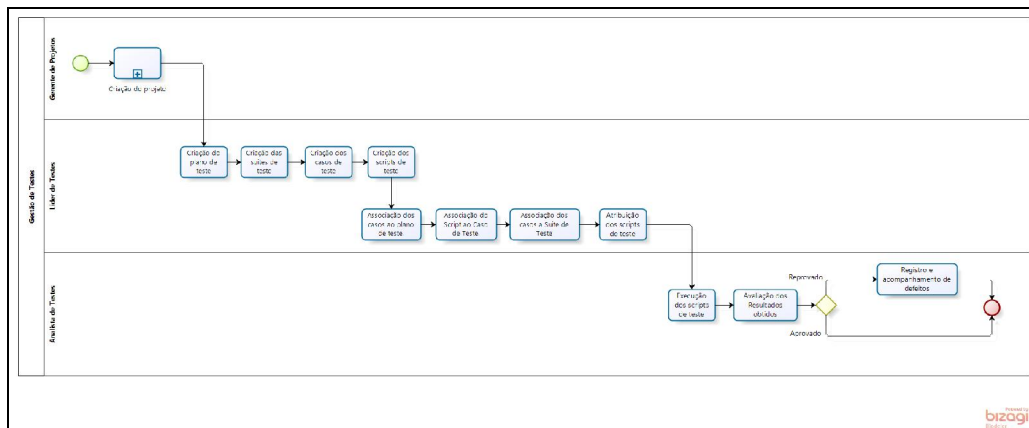 Gestão de Testes
Gerente de Projetos
Criação do projeto
Líder de Testes
Criação do
plano de
teste
Criação das
suítes de
teste
Criação dos
casos de
teste
Criação dos
scripts de
teste
Associação dos
casos ao plano
de teste
Associação do
Script ao Caso
de Teste
Associação dos
casos a Suíte de
Teste
Atribuição
dos scripts
de teste
Analista de Testes
Execução
dos scripts
de teste
Avaliação dos
Resultados
obtidos
Reprovado
Registro e
acompanhamento de
defeitos
Aprovado
bizagi